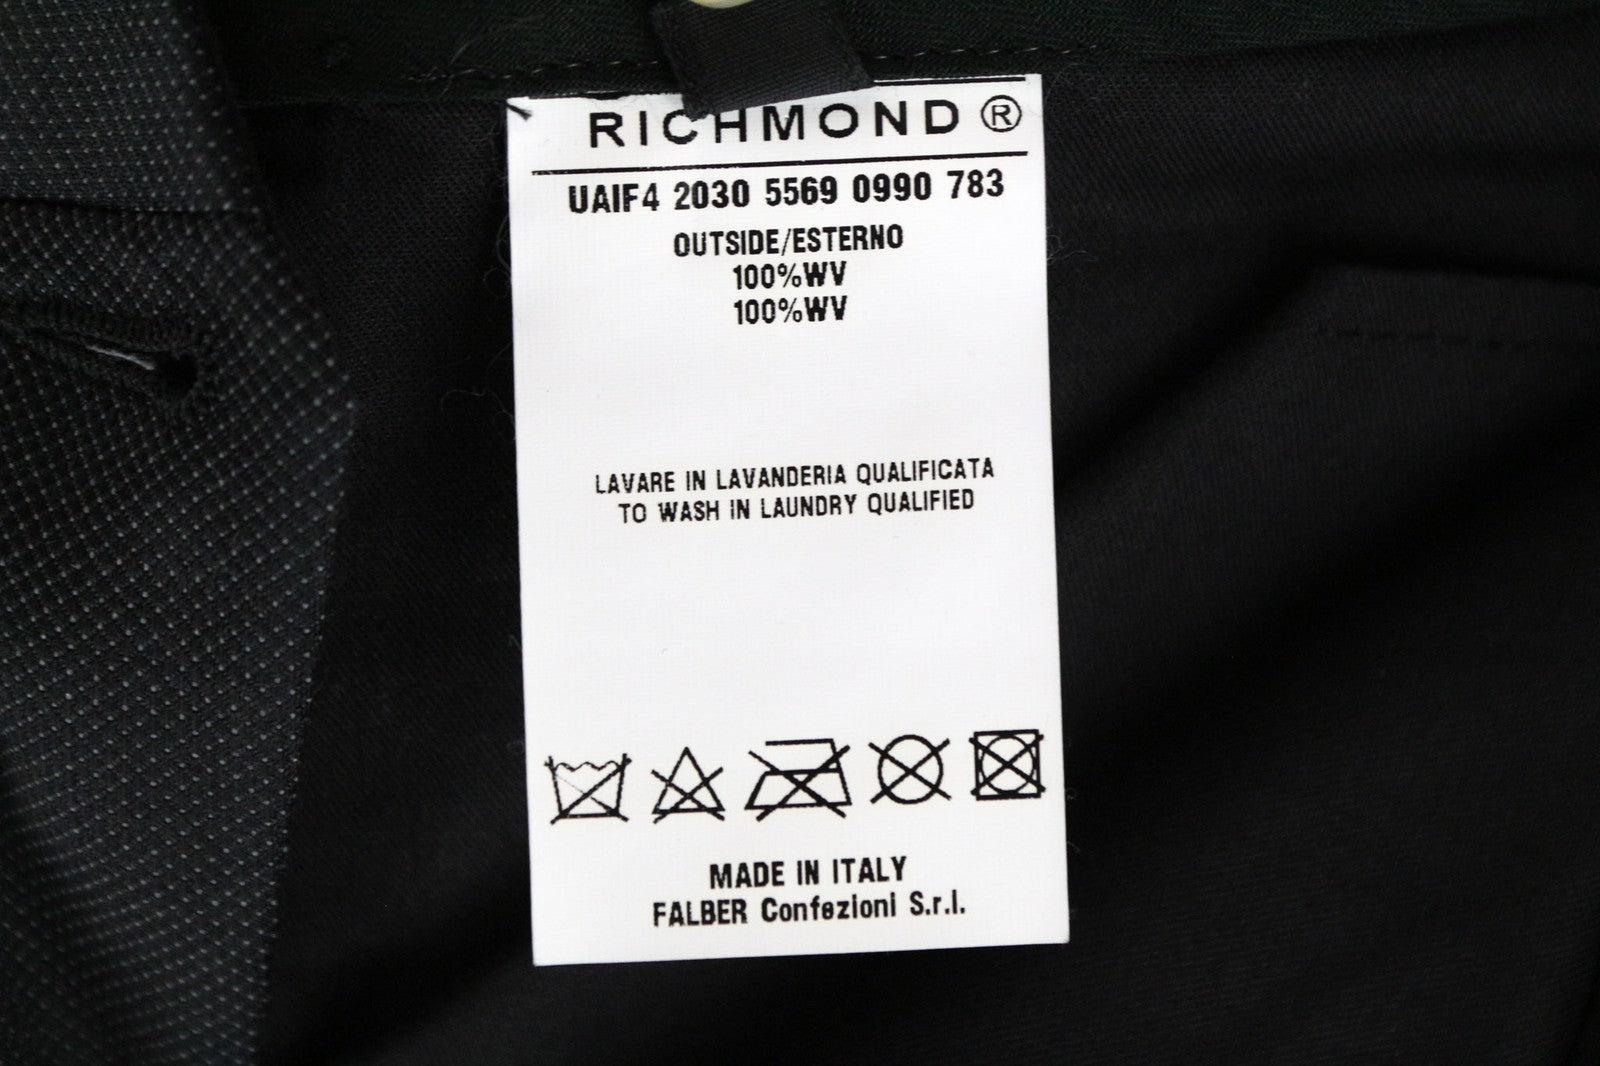 RICHMOND ®
UAIF4 2030 5569 0990 783
OUTSIDE/ESTERNO
100%WV
100%WV
LAVARE IN LAVANDERIA QUALIFICATA
TO WASH IN LAUNDRY QUALIFIED
MADE IN ITALY
FALBER Confezioni S.r.l.